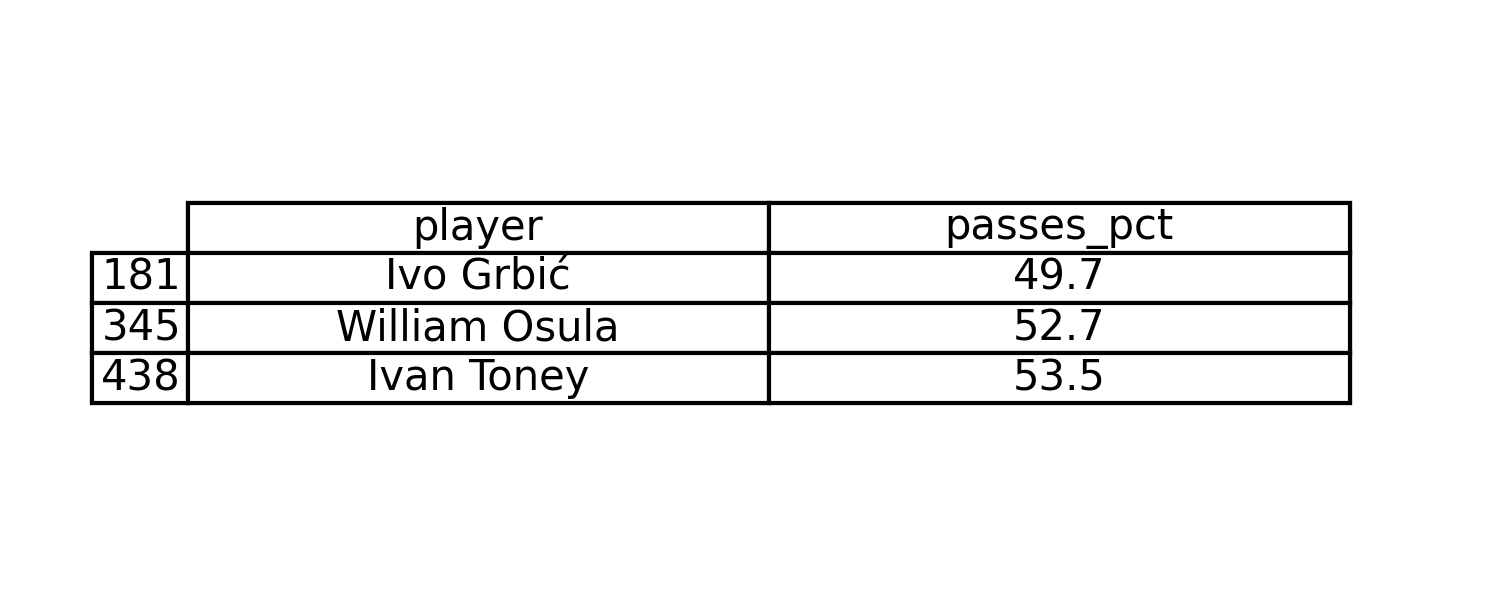 player passes_pct
181 Ivo Grbić 49.7
345 William Osula 52.7
438 Ivan Toney 53.5